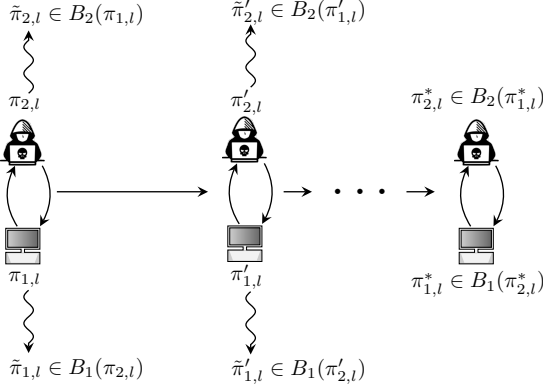 π̃_{2,l} ∈ B_2(π_{1,l}) π̃′_{2,l} ∈ B_2(π′_{1,l})
π_{2,l} π′_{2,l} π*_{2,l} ∈ B_2(π*_{1,l})
· · ·
π_{1,l} π′_{1,l} π*_{1,l} ∈ B_1(π*_{2,l})
π̃_{1,l} ∈ B_1(π_{2,l}) π̃′_{1,l} ∈ B_1(π′_{2,l})